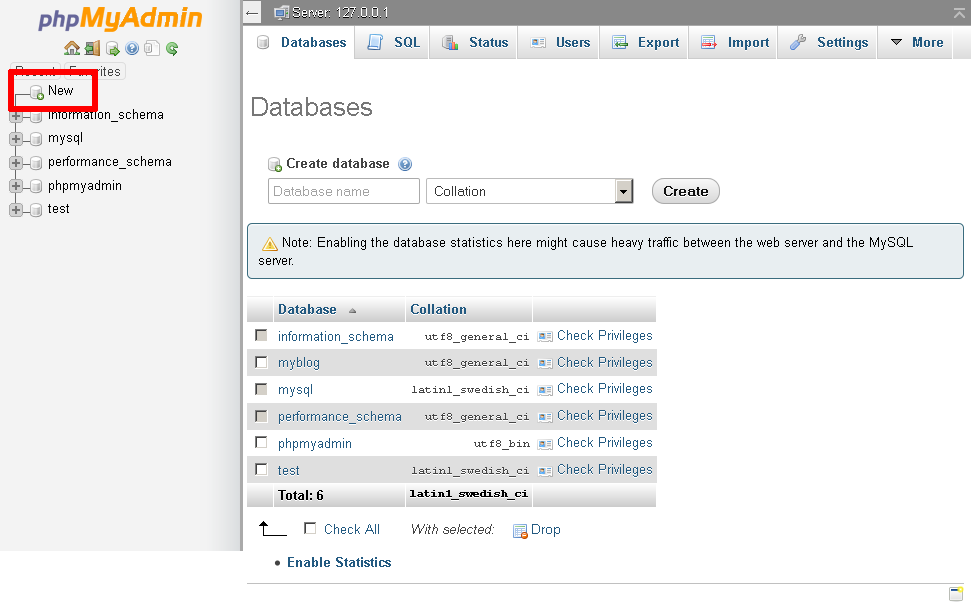 phpMyAdmin
Recent Favorites
New
information_schema
mysql
performance_schema
phpmyadmin
test
Server: 127.0.0.1
Databases SQL Status Users Export Import Settings More
Databases
Create database
Database name Collation Create
Note: Enabling the database statistics here might cause heavy traffic between the web server and the MySQL
server.
Database Collation
information_schema utf8_general_ci Check Privileges
myblog utf8_general_ci Check Privileges
mysql latin1_swedish_ci Check Privileges
performance_schema utf8_general_ci Check Privileges
phpmyadmin utf8_bin Check Privileges
test latin1_swedish_ci Check Privileges
Total: 6 latin1_swedish_ci
Check All With selected: Drop
Enable Statistics